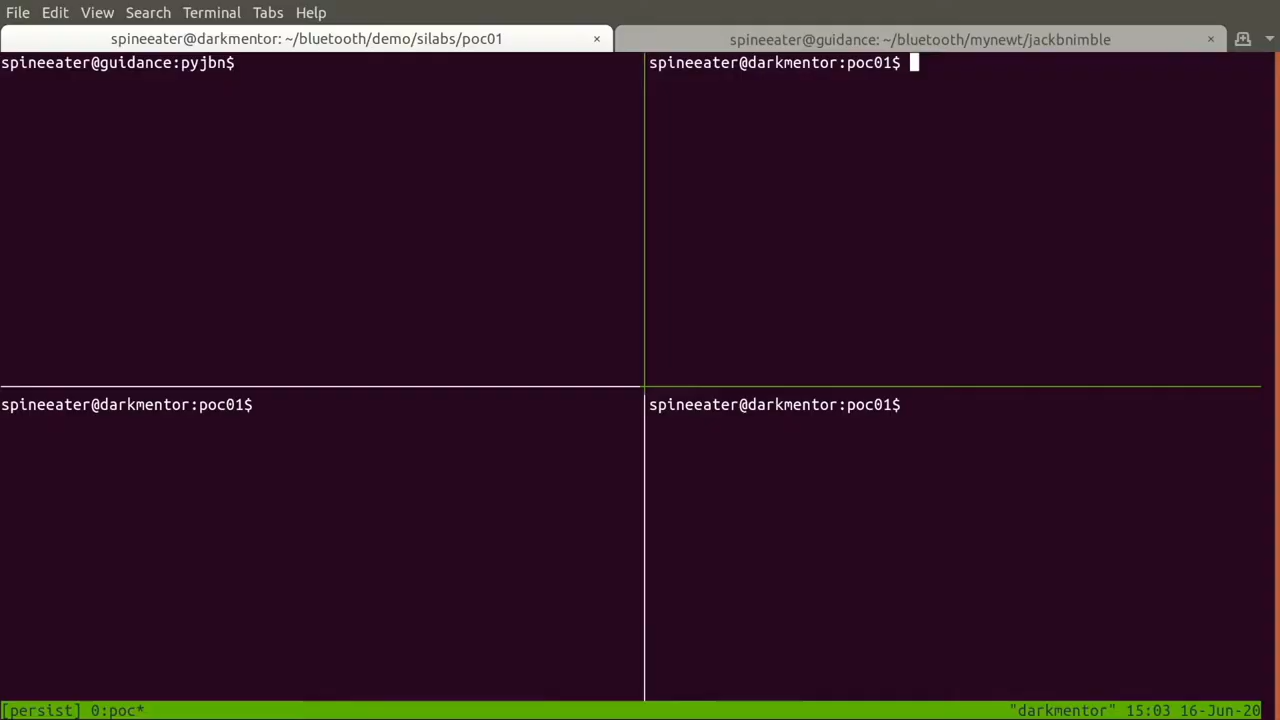 File Edit View Search Terminal Tabs Help
spineeater@darkmentor: ~/bluetooth/demo/silabs/poc01 × spineeater@guidance: ~/bluetooth/mynewt/jackbnimble ×
spineeater@guidance:pyjbn$
spineeater@darkmentor:poc01$
spineeater@darkmentor:poc01$
spineeater@darkmentor:poc01$
[persist] 0:poc* "darkmentor" 15:03 16-Jun-20